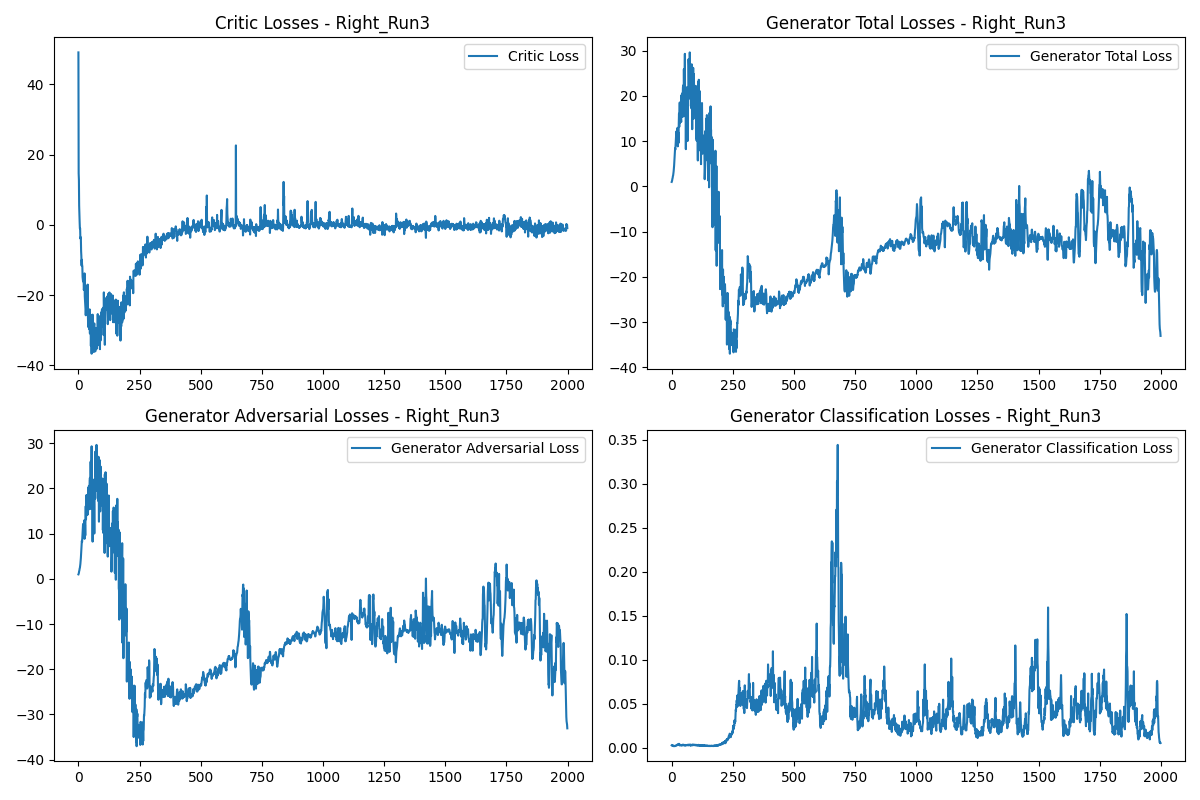 Critic Losses - Right_Run3
Critic Loss
40
20
0
−20
−40
0 250 500 750 1000 1250 1500 1750 2000
Generator Total Losses - Right_Run3
Generator Total Loss
30
20
10
0
−10
−20
−30
−40
0 250 500 750 1000 1250 1500 1750 2000
Generator Adversarial Losses - Right_Run3
Generator Adversarial Loss
30
20
10
0
−10
−20
−30
−40
0 250 500 750 1000 1250 1500 1750 2000
Generator Classification Losses - Right_Run3
Generator Classification Loss
0.35
0.30
0.25
0.20
0.15
0.10
0.05
0.00
0 250 500 750 1000 1250 1500 1750 2000